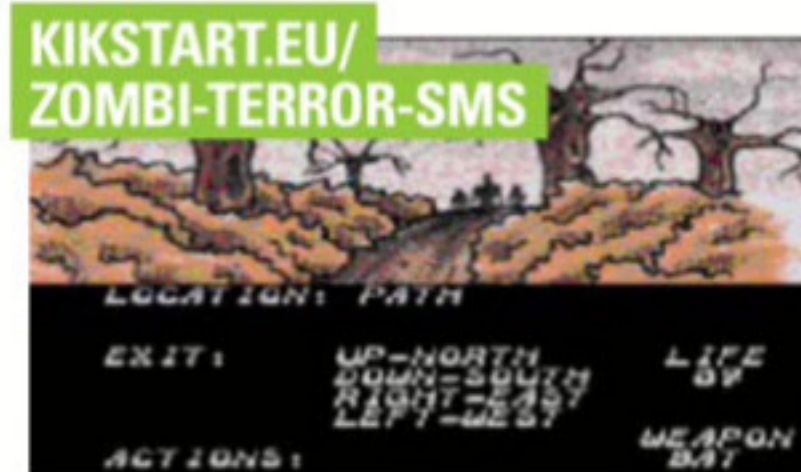 KIKSTART.EU/
ZOMBI-TERROR-SMS
LOCATION: PATH
EXIT: UP-NORTH LIFE
DOWN-SOUTH
RIGHT-EAST
LEFT-WEST
WEAPON
ACTIONS: BAT